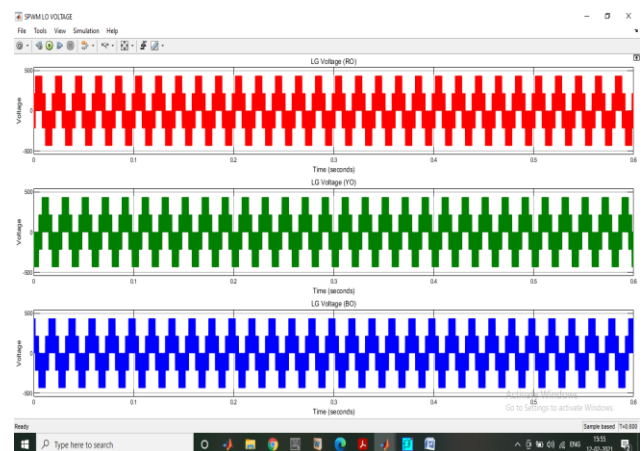 SPWM LO VOLTAGE
File Tools View Simulation Help
LG Voltage (RO)
500
0
-500
Voltage
0 0.1 0.2 0.3 0.4 0.5 0.6
Time (seconds)
LG Voltage (YO)
500
0
-500
Voltage
0 0.1 0.2 0.3 0.4 0.5 0.6
Time (seconds)
LG Voltage (BO)
500
0
-500
Voltage
0 0.1 0.2 0.3 0.4 0.5 0.6
Time (seconds)
Activate Windows
Go to Settings to activate Windows.
Ready Sample based T=0.600
Type here to search
ENG 15:55
12-02-2021